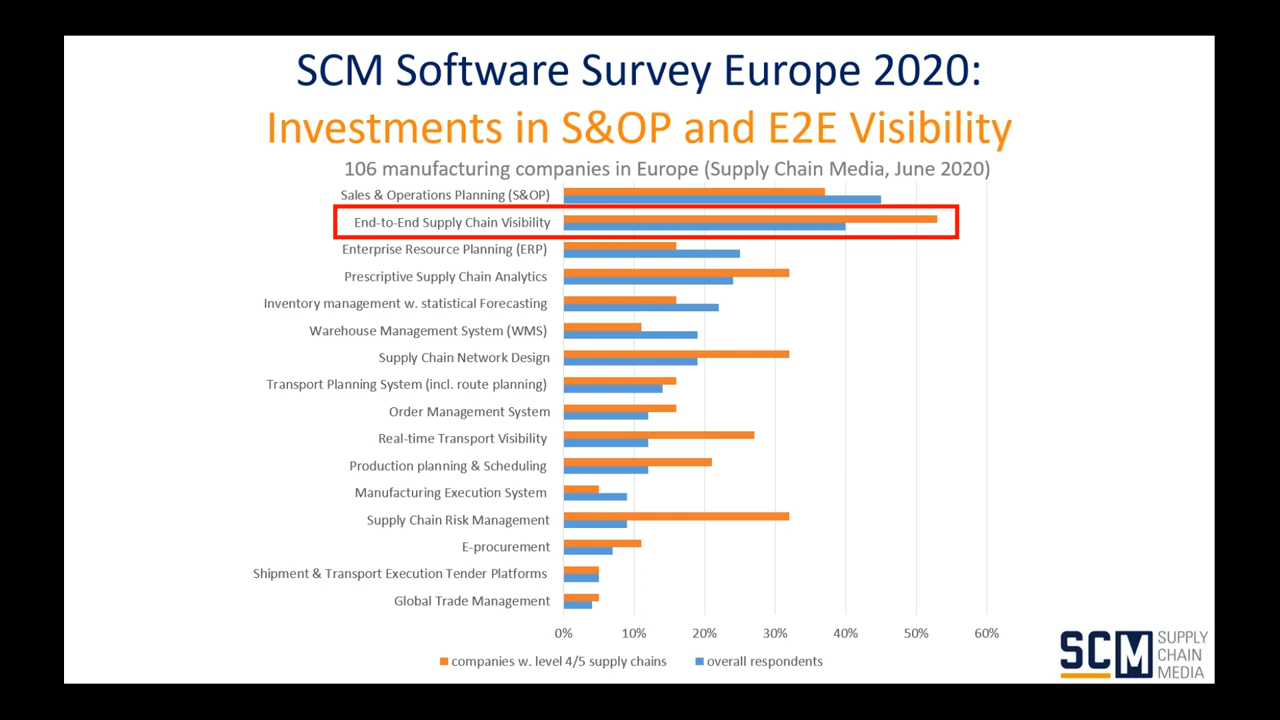 SCM Software Survey Europe 2020:
Investments in S&OP and E2E Visibility
106 manufacturing companies in Europe (Supply Chain Media, June 2020)
Sales & Operations Planning (S&OP)
End-to-End Supply Chain Visibility
Enterprise Resource Planning (ERP)
Prescriptive Supply Chain Analytics
Inventory management w. statistical Forecasting
Warehouse Management System (WMS)
Supply Chain Network Design
Transport Planning System (incl. route planning)
Order Management System
Real-time Transport Visibility
Production planning & Scheduling
Manufacturing Execution System
Supply Chain Risk Management
E-procurement
Shipment & Transport Execution Tender Platforms
Global Trade Management
0% 10% 20% 30% 40% 50% 60%
companies w. level 4/5 supply chains overall respondents
SCM
SUPPLY
CHAIN
MEDIA